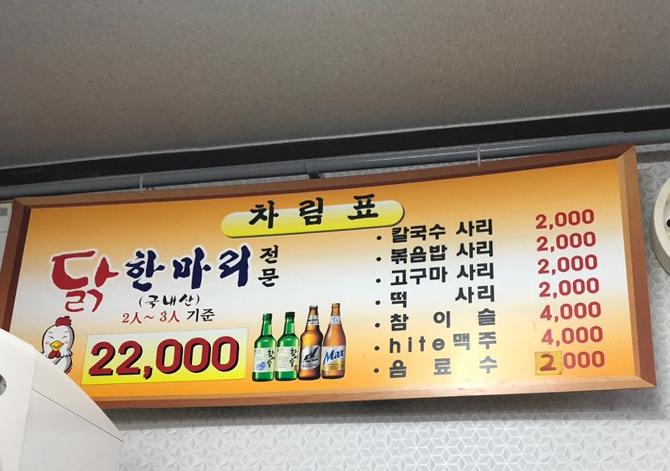 차림표
닭한마리 전문
(국내산)
2人~3人 기준
22,000
· 칼국수 사리 2,000
· 볶음밥 사리 2,000
· 고구마 사리 2,000
· 떡 사리 2,000
· 참이슬 4,000
· hite맥주 4,000
· 음료수 2,000
Max